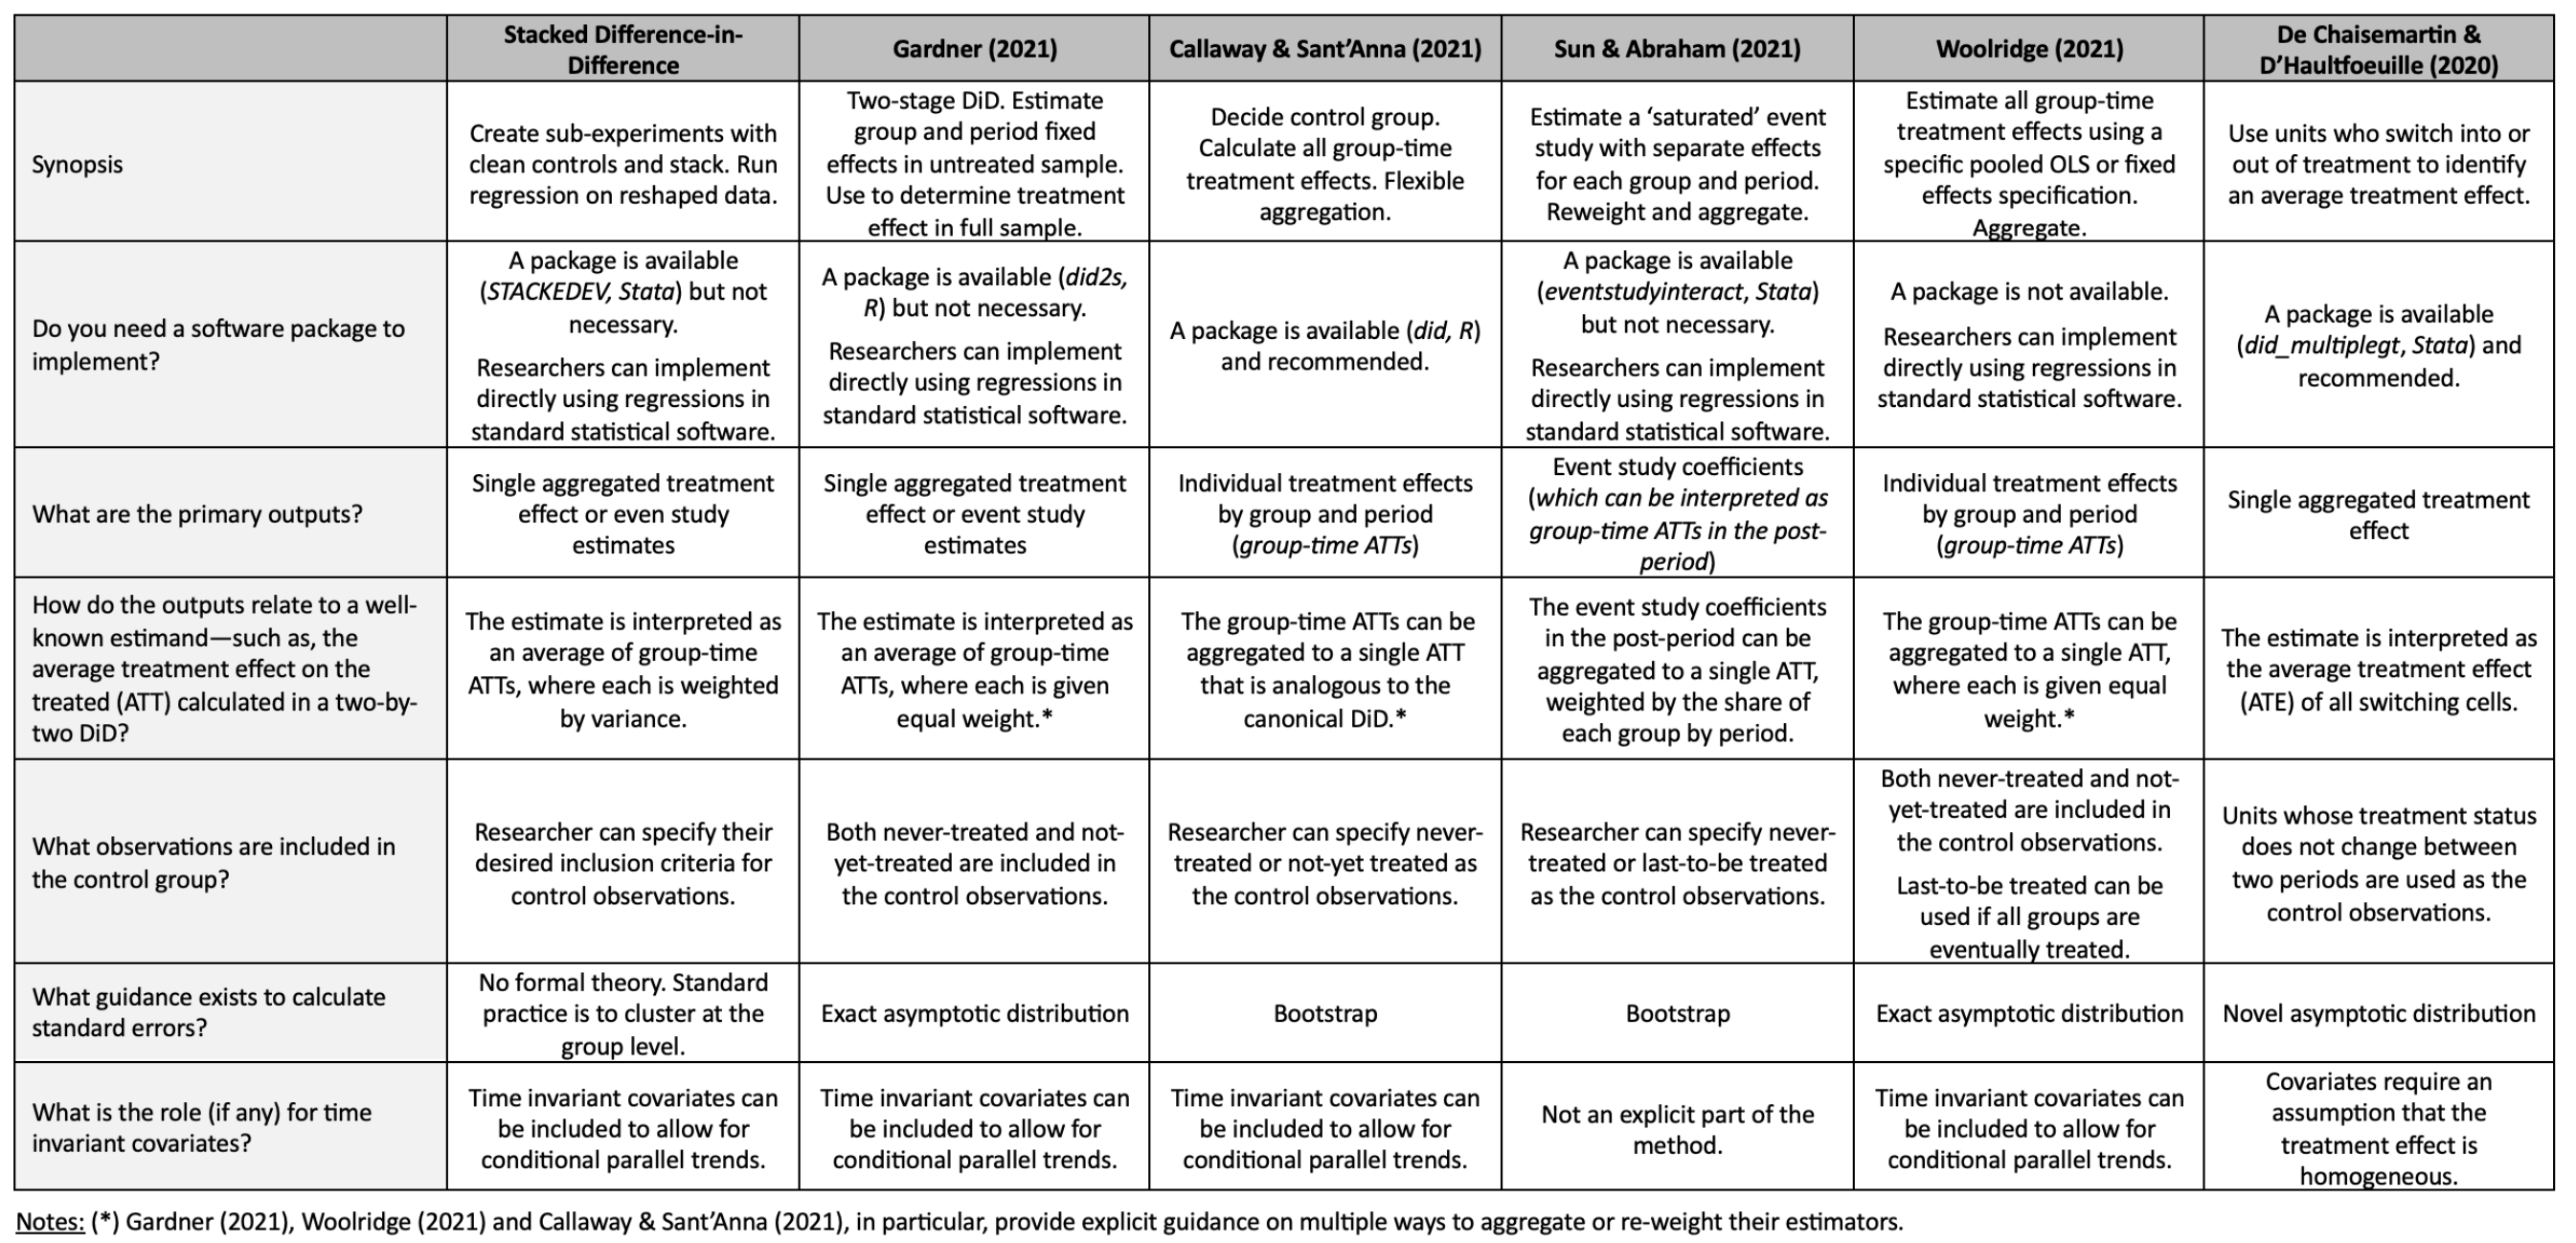 Stacked Difference-in-
Difference
Gardner (2021)
Callaway & Sant'Anna (2021)
Sun & Abraham (2021)
Woolridge (2021)
De Chaisemartin &
D'Haultfoeuille (2020)
Synopsis
Create sub-experiments with
clean controls and stack. Run
regression on reshaped data.
Two-stage DiD. Estimate
group and period fixed
effects in untreated sample.
Use to determine treatment
effect in full sample.
Decide control group.
Calculate all group-time
treatment effects. Flexible
aggregation.
Estimate a ‘saturated’ event
study with separate effects
for each group and period.
Reweight and aggregate.
Estimate all group-time
treatment effects using a
specific pooled OLS or fixed
effects specification.
Aggregate.
Use units who switch into or
out of treatment to identify
an average treatment effect.
Do you need a software package to
implement?
A package is available
(STACKEDEV, Stata) but not
necessary.
Researchers can implement
directly using regressions in
standard statistical software.
A package is available (did2s,
R) but not necessary.
Researchers can implement
directly using regressions in
standard statistical software.
A package is available (did, R)
and recommended.
A package is available
(eventstudyinteract, Stata)
but not necessary.
Researchers can implement
directly using regressions in
standard statistical software.
A package is not available.
Researchers can implement
directly using regressions in
standard statistical software.
A package is available
(did_multiplegt, Stata) and
recommended.
What are the primary outputs?
Single aggregated treatment
effect or even study
estimates
Single aggregated treatment
effect or event study
estimates
Individual treatment effects
by group and period
(group-time ATTs)
Event study coefficients
(which can be interpreted as
group-time ATTs in the post-
period)
Individual treatment effects
by group and period
(group-time ATTs)
Single aggregated treatment
effect
How do the outputs relate to a well-
known estimand—such as, the
average treatment effect on the
treated (ATT) calculated in a two-by-
two DiD?
The estimate is interpreted as
an average of group-time
ATTs, where each is weighted
by variance.
The estimate is interpreted as
an average of group-time
ATTs, where each is given
equal weight.*
The group-time ATTs can be
aggregated to a single ATT
that is analogous to the
canonical DiD.*
The event study coefficients
in the post-period can be
aggregated to a single ATT,
weighted by the share of
each group by period.
The group-time ATTs can be
aggregated to a single ATT,
where each is given equal
weight.*
The estimate is interpreted as
the average treatment effect
(ATE) of all switching cells.
What observations are included in
the control group?
Researcher can specify their
desired inclusion criteria for
control observations.
Both never-treated and not-
yet-treated are included in
the control observations.
Researcher can specify never-
treated or not-yet treated as
the control observations.
Researcher can specify never-
treated or last-to-be treated
as the control observations.
Both never-treated and not-
yet-treated are included in
the control observations.
Last-to-be treated can be
used if all groups are
eventually treated.
Units whose treatment status
does not change between
two periods are used as the
control observations.
What guidance exists to calculate
standard errors?
No formal theory. Standard
practice is to cluster at the
group level.
Exact asymptotic distribution
Bootstrap
Bootstrap
Exact asymptotic distribution
Novel asymptotic distribution
What is the role (if any) for time
invariant covariates?
Time invariant covariates can
be included to allow for
conditional parallel trends.
Time invariant covariates can
be included to allow for
conditional parallel trends.
Time invariant covariates can
be included to allow for
conditional parallel trends.
Not an explicit part of the
method.
Time invariant covariates can
be included to allow for
conditional parallel trends.
Covariates require an
assumption that the
treatment effect is
homogeneous.
Notes: (*) Gardner (2021), Woolridge (2021) and Callaway & Sant'Anna (2021), in particular, provide explicit guidance on multiple ways to aggregate or re-weight their estimators.